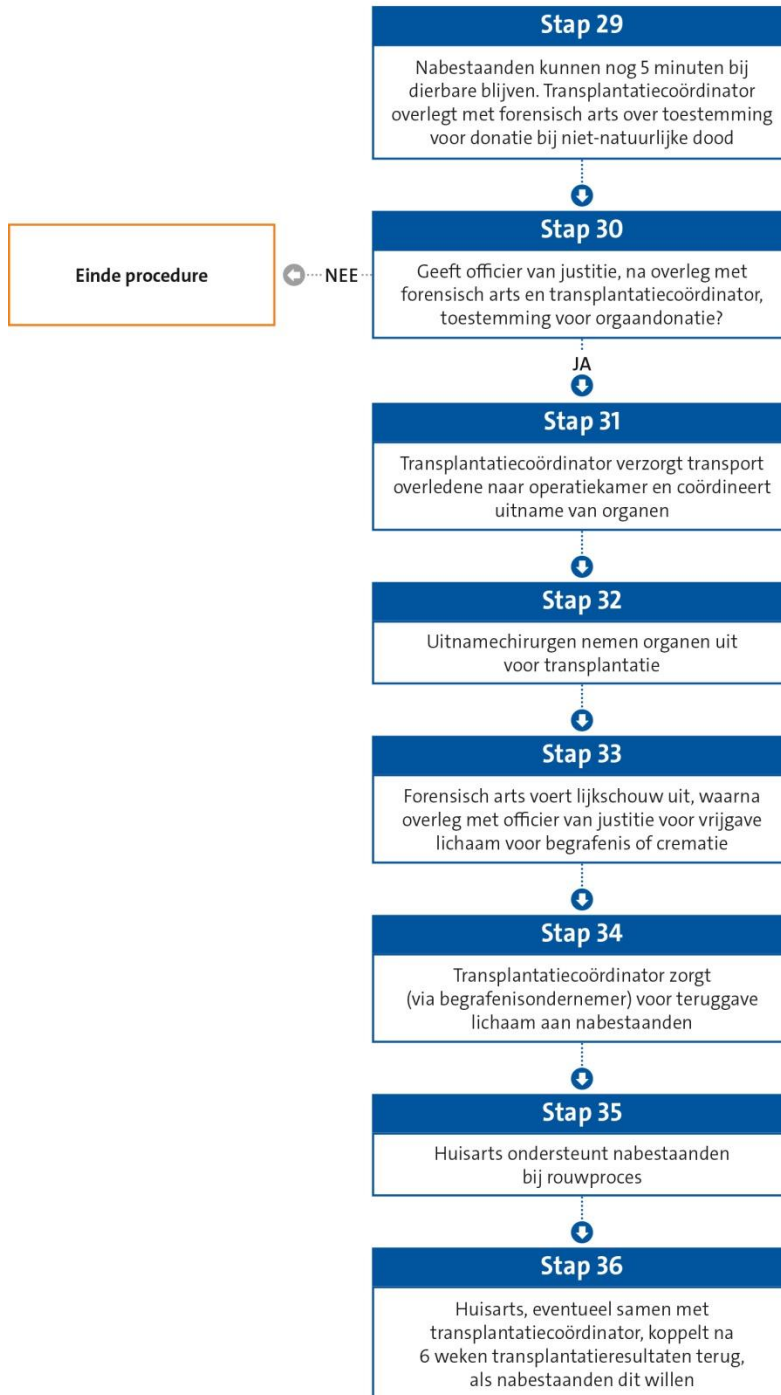 Stap 29
Nabestaanden kunnen nog 5 minuten bij
dierbare blijven. Transplantatiecoördinator
overlegt met forensisch arts over toestemming
voor donatie bij niet-natuurlijke dood
Stap 30
Einde procedure
NEE
Geeft officier van justitie, na overleg met
forensisch arts en transplantatiecoördinator,
toestemming voor orgaandonatie?
JA
Stap 31
Transplantatiecoördinator verzorgt transport
overledene naar operatiekamer en coördineert
uitname van organen
Stap 32
Uitnamechirurgen nemen organen uit
voor transplantatie
Stap 33
Forensisch arts voert lijkschouw uit, waarna
overleg met officier van justitie voor vrijgave
lichaam voor begrafenis of crematie
Stap 34
Transplantatiecoördinator zorgt
(via begrafenisondernemer) voor teruggave
lichaam aan nabestaanden
Stap 35
Huisarts ondersteunt nabestaanden
bij rouwproces
Stap 36
Huisarts, eventueel samen met
transplantatiecoördinator, koppelt na
6 weken transplantatieresultaten terug,
als nabestaanden dit willen